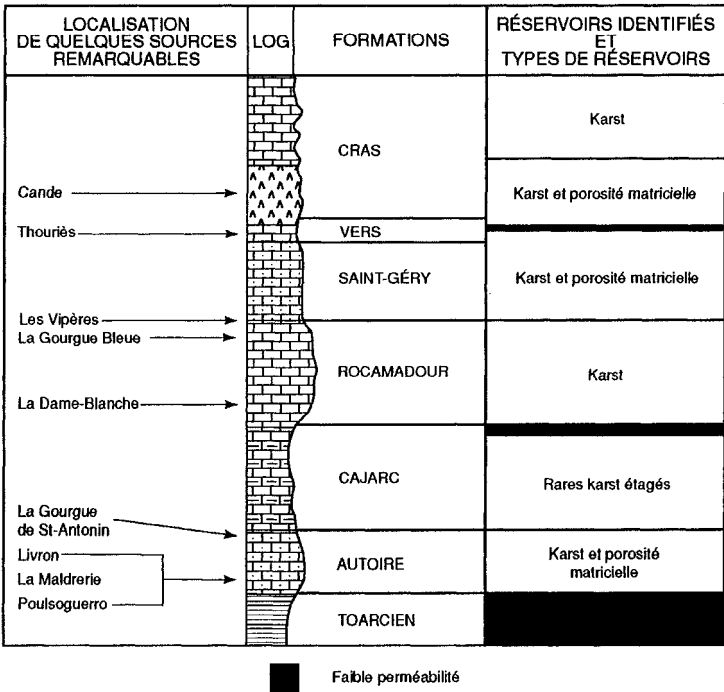 LOCALISATION
DE QUELQUES SOURCES
REMARQUABLES
LOG
FORMATIONS
RÉSERVOIRS IDENTIFIÉS
ET
TYPES DE RÉSERVOIRS
Karst
CRAS
Cande
Karst et porosité matricielle
Thouriès
VERS
SAINT-GÉRY
Karst et porosité matricielle
Les Vipères
La Gourgue Bleue
ROCAMADOUR
Karst
La Dame-Blanche
CAJARC
Rares karst étagés
La Gourgue
de St-Antonin
Livron
La Maldrerie
Poulsoguerro
AUTOIRE
Karst et porosité
matricielle
TOARCIEN
Faible perméabilité